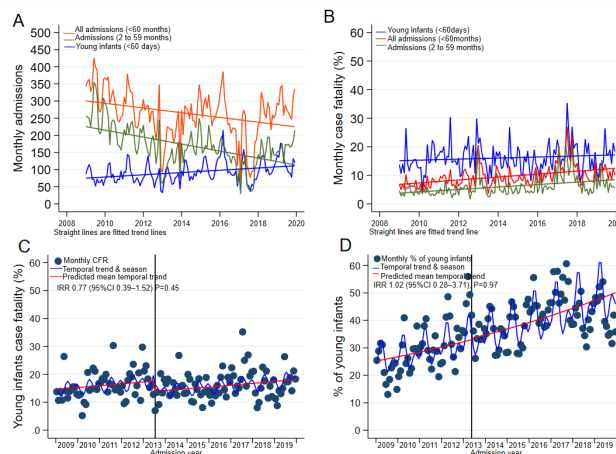 A
All admissions (<60 months)
Admissions (2 to 59 months)
Young infants (<60 days)
Monthly admissions
500
450
400
350
300
250
200
150
100
50
0
2008 2010 2012 2014 2016 2018 2020
Straight lines are fitted trend lines
B
Young infants (<60days)
All admissions (<60months)
Admissions (2 to 59 months)
Monthly case fatality (%)
60
50
40
30
20
10
0
2008 2010 2012 2014 2016 2018
Straight lines are fitted trend line
C
Monthly CFR
Temporal trend & season
Predicted mean temporal trend
IRR 0.77 (95%CI 0.39–1.52) P=0.45
Young infants case fatality (%)
60
50
40
30
20
10
0
2009 2010 2011 2012 2013 2014 2015 2016 2017 2018 2019
Admission year
D
Monthly % of young infants
Temporal trend & season
Predicted mean temporal trend
IRR 1.02 (95%CI 0.28–3.71) P=0.97
% of young infants
60
50
40
30
20
10
0
2009 2010 2011 2012 2013 2014 2015 2016 2017 2018 2019
Admission year